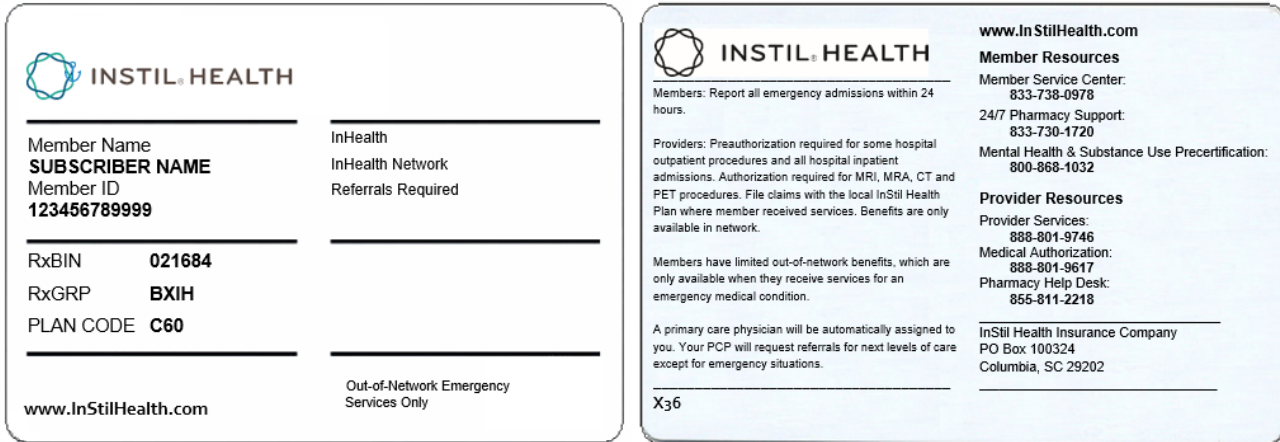 INSTIL® HEALTH
Member Name
SUBSCRIBER NAME
Member ID
123456789999
InHealth
InHealth Network
Referrals Required
RxBIN 021684
RxGRP BXIH
PLAN CODE C60
www.InStilHealth.com
Out-of-Network Emergency
Services Only
INSTIL® HEALTH
Members: Report all emergency admissions within 24
hours.
Providers: Preauthorization required for some hospital
outpatient procedures and all hospital inpatient
admissions. Authorization required for MRI, MRA, CT and
PET procedures. File claims with the local InStil Health
Plan where member received services. Benefits are only
available in network.
Members have limited out-of-network benefits, which are
only available when they receive services for an
emergency medical condition.
A primary care physician will be automatically assigned to
you. Your PCP will request referrals for next levels of care
except for emergency situations.
X36
www.InStilHealth.com
Member Resources
Member Service Center:
833-738-0978
24/7 Pharmacy Support:
833-730-1720
Mental Health & Substance Use Precertification:
800-868-1032
Provider Resources
Provider Services:
888-801-9746
Medical Authorization:
888-801-9617
Pharmacy Help Desk:
855-811-2218
InStil Health Insurance Company
PO Box 100324
Columbia, SC 29202